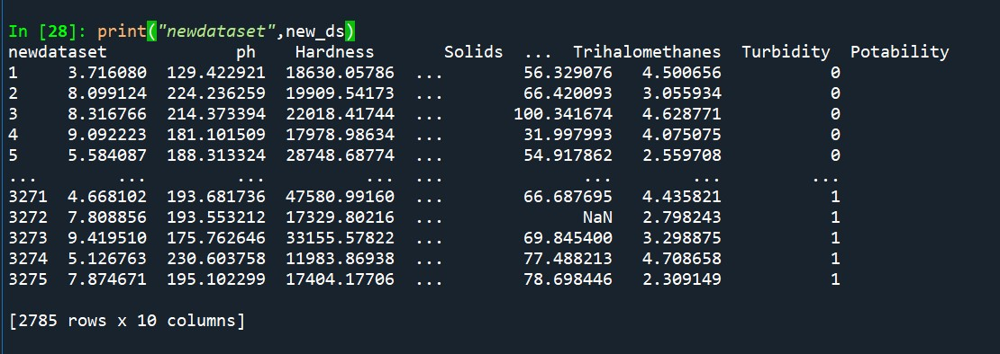 In [28]: print("newdataset",new_ds)
newdataset ph Hardness Solids ... Trihalomethanes Turbidity Potability
1 3.716080 129.422921 18630.05786 ... 56.329076 4.500656 0
2 8.099124 224.236259 19909.54173 ... 66.420093 3.055934 0
3 8.316766 214.373394 22018.41744 ... 100.341674 4.628771 0
4 9.092223 181.101509 17978.98634 ... 31.997993 4.075075 0
5 5.584087 188.313324 28748.68774 ... 54.917862 2.559708 0
... ... ... ... ... ... ... ...
3271 4.668102 193.681736 47580.99160 ... 66.687695 4.435821 1
3272 7.808856 193.553212 17329.80216 ... NaN 2.798243 1
3273 9.419510 175.762646 33155.57822 ... 69.845400 3.298875 1
3274 5.126763 230.603758 11983.86938 ... 77.488213 4.708658 1
3275 7.874671 195.102299 17404.17706 ... 78.698446 2.309149 1
[2785 rows x 10 columns]